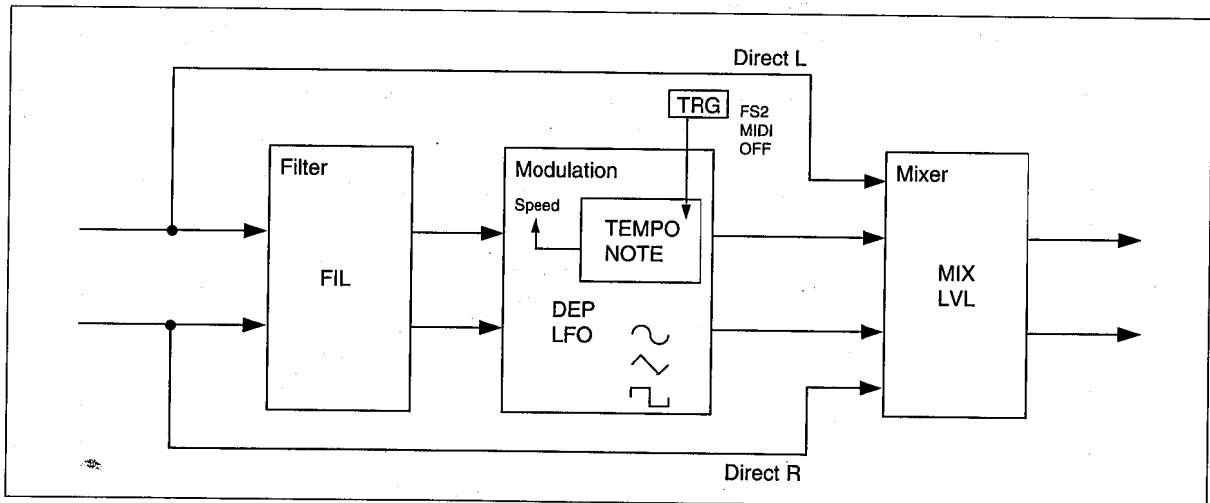 Direct L
TRG
FS2
MIDI
OFF
Filter
FIL
Modulation
Speed
TEMPO
NOTE
DEP
LFO
Mixer
MIX
LVL
Direct R